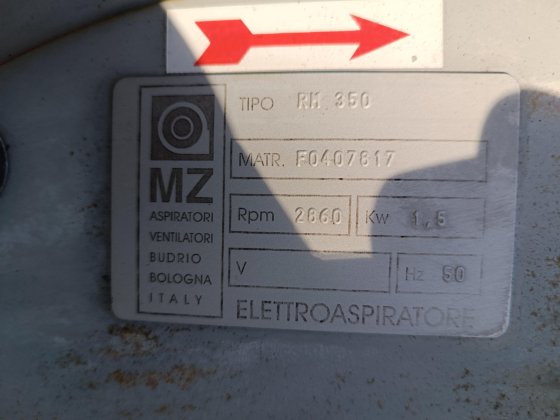 TIPO RM 350
MATR. F0407817
MZ
Rpm 2860 Kw 1,5
ASPIRATORI
VENTILATORI
BUDRIO
BOLOGNA
ITALY
V Hz 50
ELETTROASPIRATORE